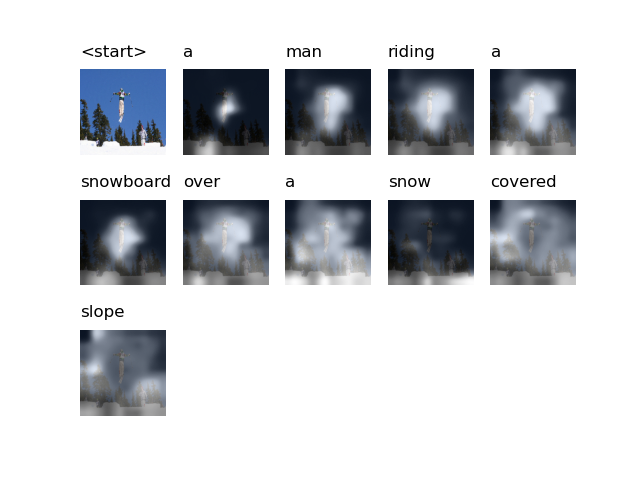 <start> a man riding a
snowboard over a snow covered
slope